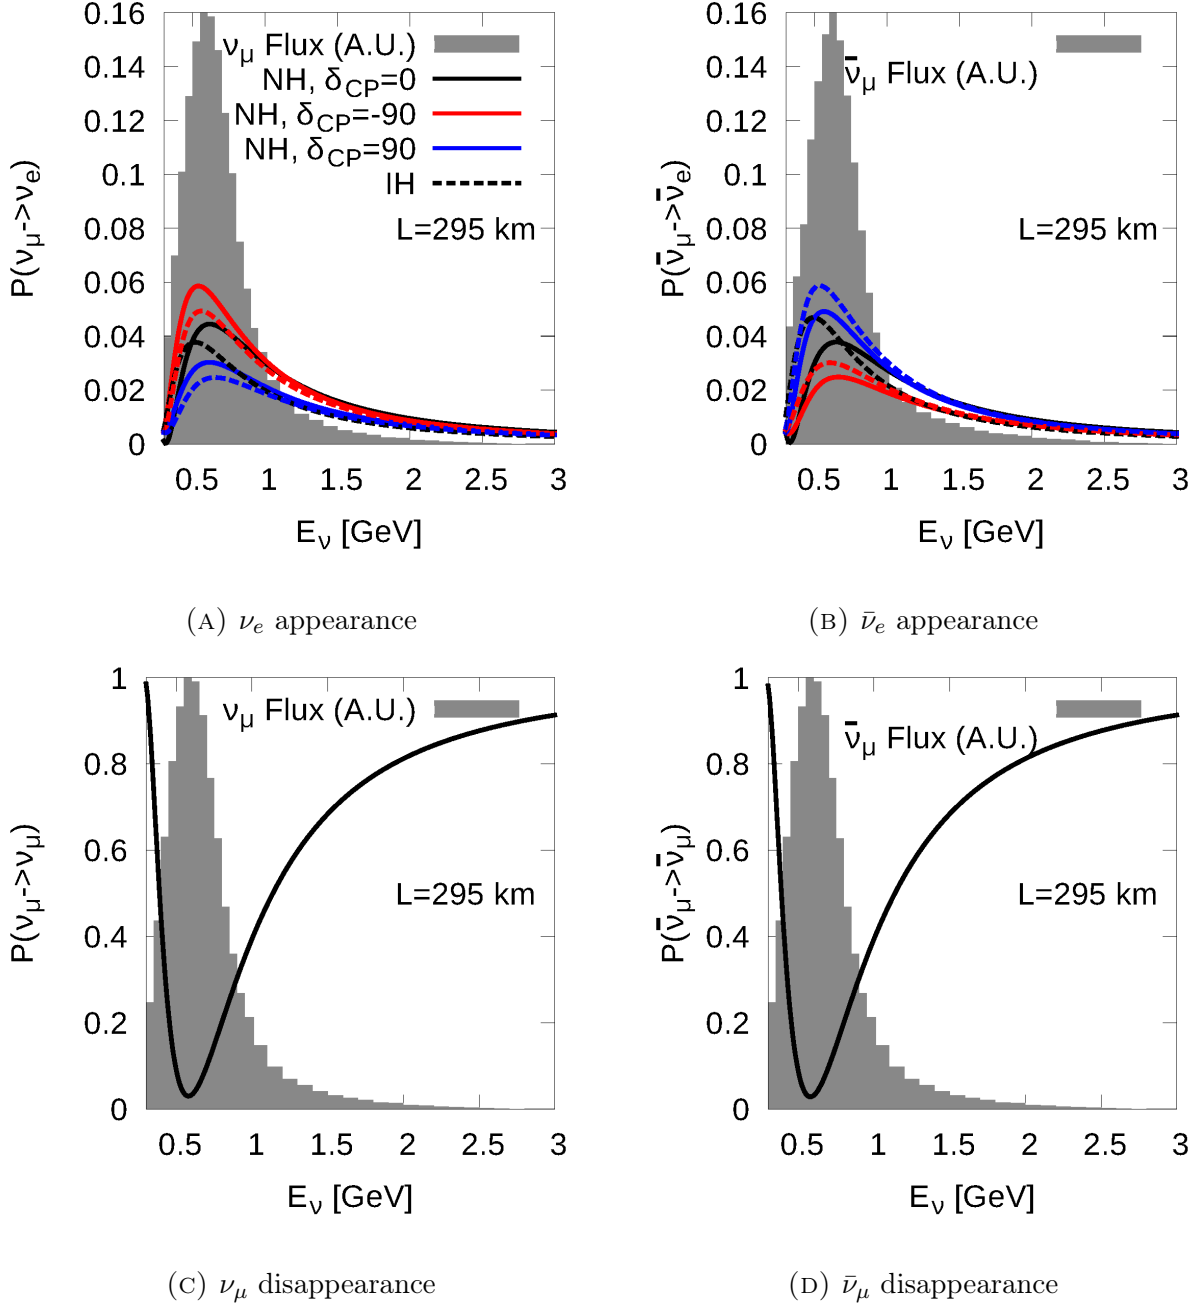 0.16
0.14
0.12
0.1
0.08
0.06
0.04
0.02
0
P(νμ->νe)
νμ Flux (A.U.)
NH, δCP=0
NH, δCP=-90
NH, δCP=90
IH
L=295 km
0.5 1 1.5 2 2.5 3
Eν [GeV]
(A) νe appearance
0.16
0.14
0.12
0.1
0.08
0.06
0.04
0.02
0
P(ν̄μ->ν̄e)
ν̄μ Flux (A.U.)
L=295 km
0.5 1 1.5 2 2.5 3
Eν [GeV]
(B) ν̄e appearance
1
0.8
0.6
0.4
0.2
0
P(νμ->νμ)
νμ Flux (A.U.)
L=295 km
0.5 1 1.5 2 2.5 3
Eν [GeV]
(C) νμ disappearance
1
0.8
0.6
0.4
0.2
0
P(ν̄μ->ν̄μ)
ν̄μ Flux (A.U.)
L=295 km
0.5 1 1.5 2 2.5 3
Eν [GeV]
(D) ν̄μ disappearance